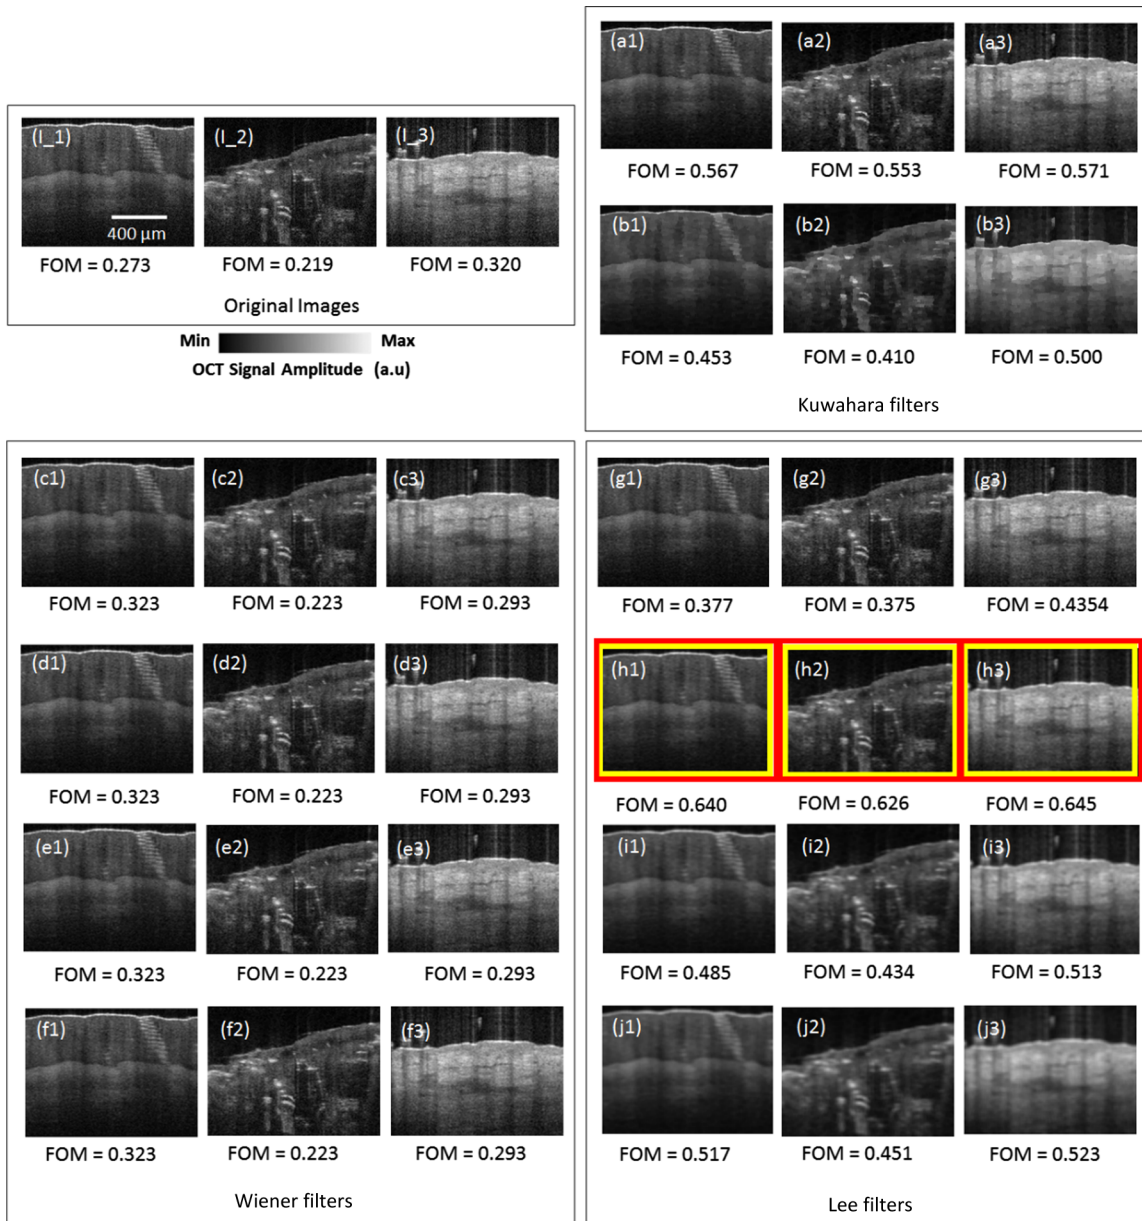 (I_1) (I_2) (I_3)
400 µm
FOM = 0.273 FOM = 0.219 FOM = 0.320
Original Images
Min Max
OCT Signal Amplitude (a.u)
(a1) (a2) (a3)
FOM = 0.567 FOM = 0.553 FOM = 0.571
(b1) (b2) (b3)
FOM = 0.453 FOM = 0.410 FOM = 0.500
Kuwahara filters
(c1) (c2) (c3)
FOM = 0.323 FOM = 0.223 FOM = 0.293
(d1) (d2) (d3)
FOM = 0.323 FOM = 0.223 FOM = 0.293
(e1) (e2) (e3)
FOM = 0.323 FOM = 0.223 FOM = 0.293
(f1) (f2) (f3)
FOM = 0.323 FOM = 0.223 FOM = 0.293
Wiener filters
(g1) (g2) (g3)
FOM = 0.377 FOM = 0.375 FOM = 0.4354
(h1) (h2) (h3)
FOM = 0.640 FOM = 0.626 FOM = 0.645
(i1) (i2) (i3)
FOM = 0.485 FOM = 0.434 FOM = 0.513
(j1) (j2) (j3)
FOM = 0.517 FOM = 0.451 FOM = 0.523
Lee filters